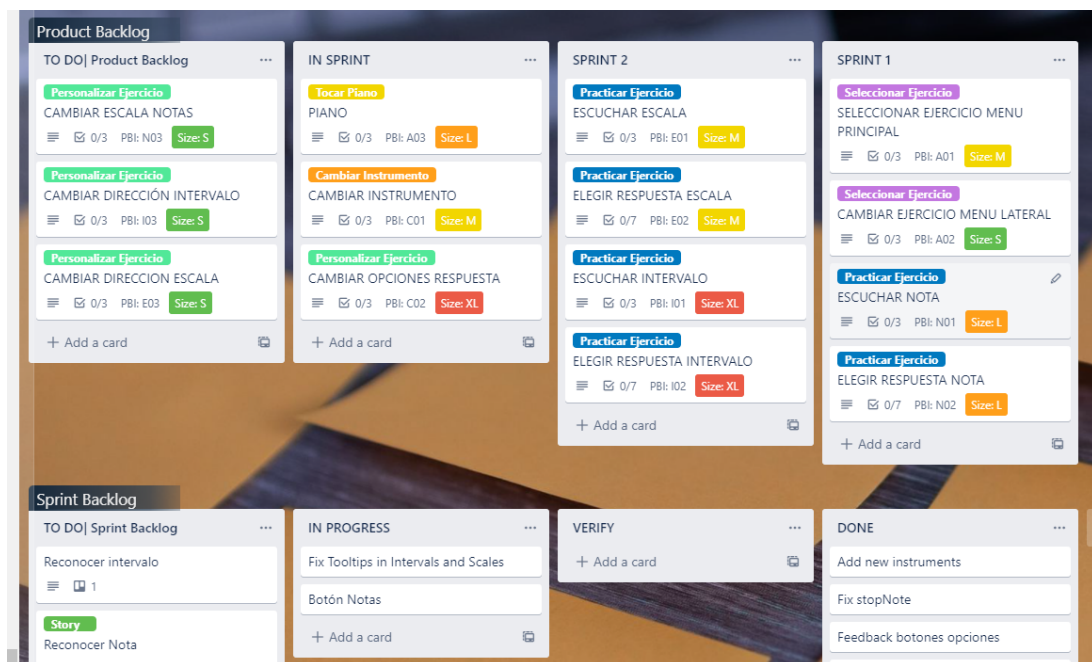 Product Backlog
TO DO| Product Backlog
Personalizar Ejercicio
CAMBIAR ESCALA NOTAS
0/3 PBI: N03 Size: S
Personalizar Ejercicio
CAMBIAR DIRECCIÓN INTERVALO
0/3 PBI: I03 Size: S
Personalizar Ejercicio
CAMBIAR DIRECCION ESCALA
0/3 PBI: E03 Size: S
+ Add a card
IN SPRINT
Tocar Piano
PIANO
0/3 PBI: A03 Size: L
Cambiar Instrumento
CAMBIAR INSTRUMENTO
0/3 PBI: C01 Size: M
Personalizar Ejercicio
CAMBIAR OPCIONES RESPUESTA
0/3 PBI: C02 Size: XL
+ Add a card
SPRINT 2
Practicar Ejercicio
ESCUCHAR ESCALA
0/3 PBI: E01 Size: M
Practicar Ejercicio
ELEGIR RESPUESTA ESCALA
0/7 PBI: E02 Size: M
Practicar Ejercicio
ESCUCHAR INTERVALO
0/3 PBI: I01 Size: XL
Practicar Ejercicio
ELEGIR RESPUESTA INTERVALO
0/7 PBI: I02 Size: XL
+ Add a card
SPRINT 1
Seleccionar Ejercicio
SELECCIONAR EJERCICIO MENU
PRINCIPAL
0/3 PBI: A01 Size: M
Seleccionar Ejercicio
CAMBIAR EJERCICIO MENU LATERAL
0/3 PBI: A02 Size: S
Practicar Ejercicio
ESCUCHAR NOTA
0/3 PBI: N01 Size: L
Practicar Ejercicio
ELEGIR RESPUESTA NOTA
0/7 PBI: N02 Size: L
+ Add a card
Sprint Backlog
TO DO| Sprint Backlog
Reconocer intervalo
1
Story
Reconocer Nota
IN PROGRESS
Fix Tooltips in Intervals and Scales
Botón Notas
+ Add a card
VERIFY
+ Add a card
DONE
Add new instruments
Fix stopNote
Feedback botones opciones